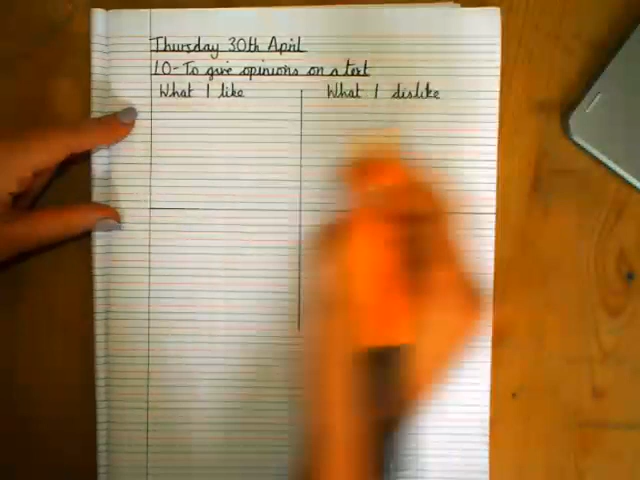 Thursday 30th April
LO-To give opinions on a text
What I like What I dislike